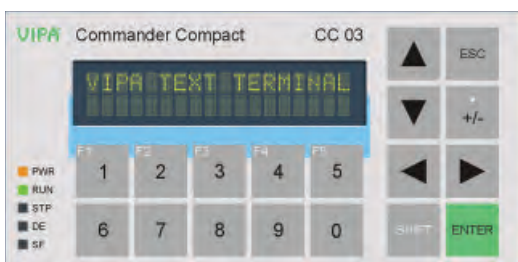 VIPA Commander Compact CC 03
ESC
VIPA TEXT TERMINAL
. +/-
F1 F2 F3 F4 F5
1 2 3 4 5
PWR
RUN
STP
DE
SF
6 7 8 9 0
SHIFT ENTER